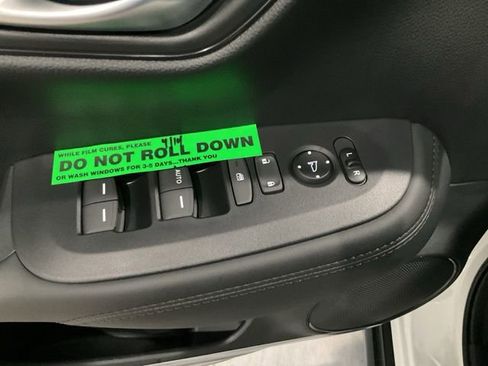 WHILE FILM CURES, PLEASE
DO NOT ROLL DOWN
OR WASH WINDOWS FOR 3-5 DAYS...THANK YOU
AUTO
L
R